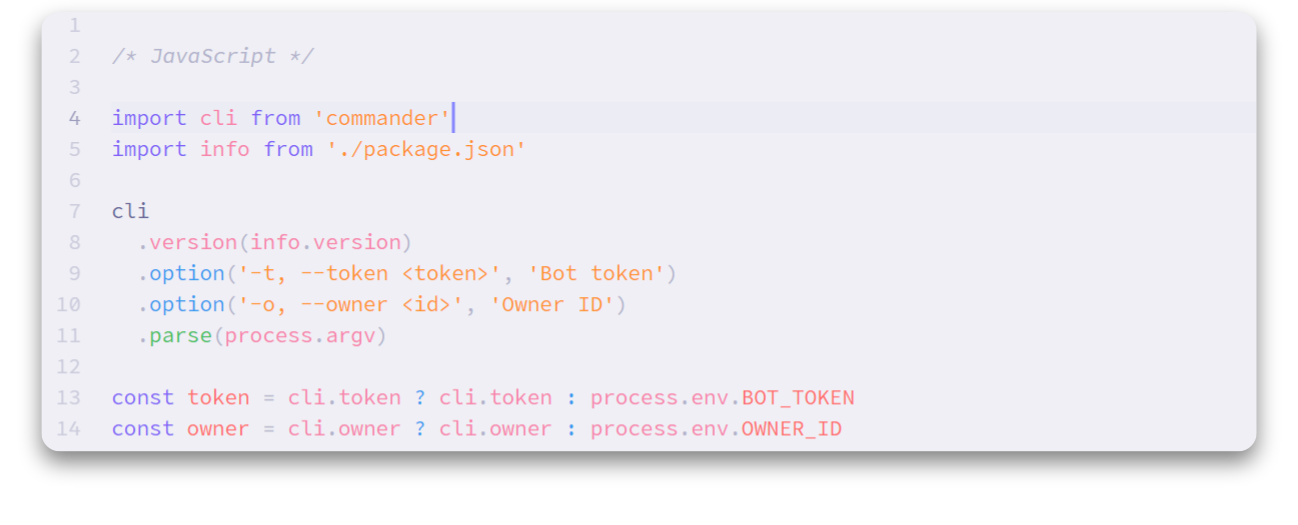 1
2 /* JavaScript */
3
4 import cli from 'commander'
5 import info from './package.json'
6
7 cli
8   .version(info.version)
9   .option('-t, --token <token>', 'Bot token')
10   .option('-o, --owner <id>', 'Owner ID')
11   .parse(process.argv)
12
13 const token = cli.token ? cli.token : process.env.BOT_TOKEN
14 const owner = cli.owner ? cli.owner : process.env.OWNER_ID